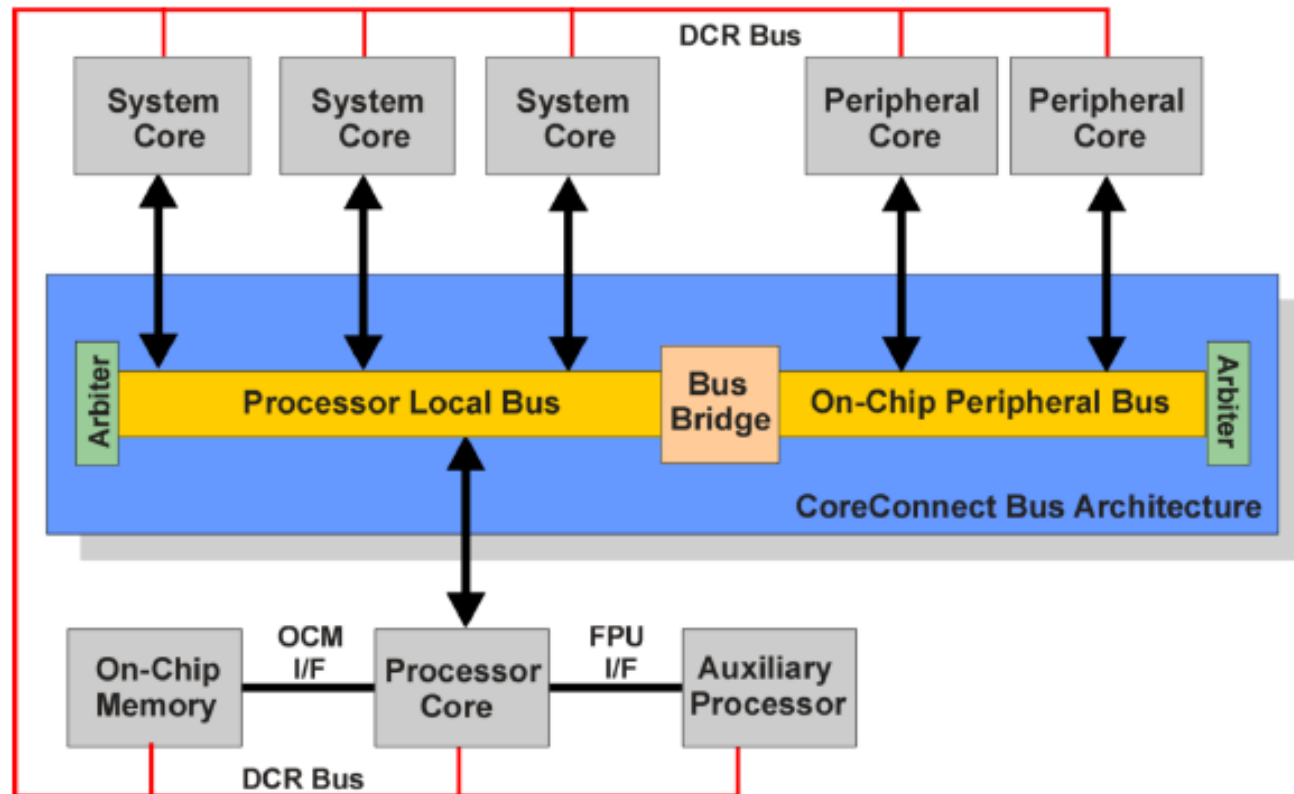 DCR Bus
System
Core
System
Core
System
Core
Peripheral
Core
Peripheral
Core
Arbiter
Processor Local Bus
Bus
Bridge
On-Chip Peripheral Bus
Arbiter
CoreConnect Bus Architecture
On-Chip
Memory
OCM
I/F
Processor
Core
FPU
I/F
Auxiliary
Processor
DCR Bus